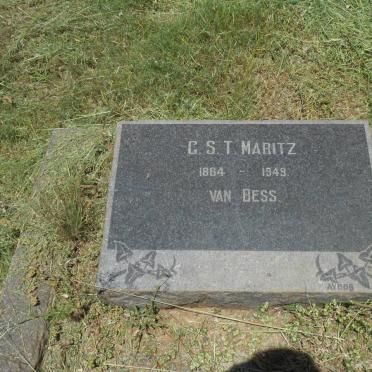 C.S.T. MARITZ
1864 - 1949.
VAN BESS.